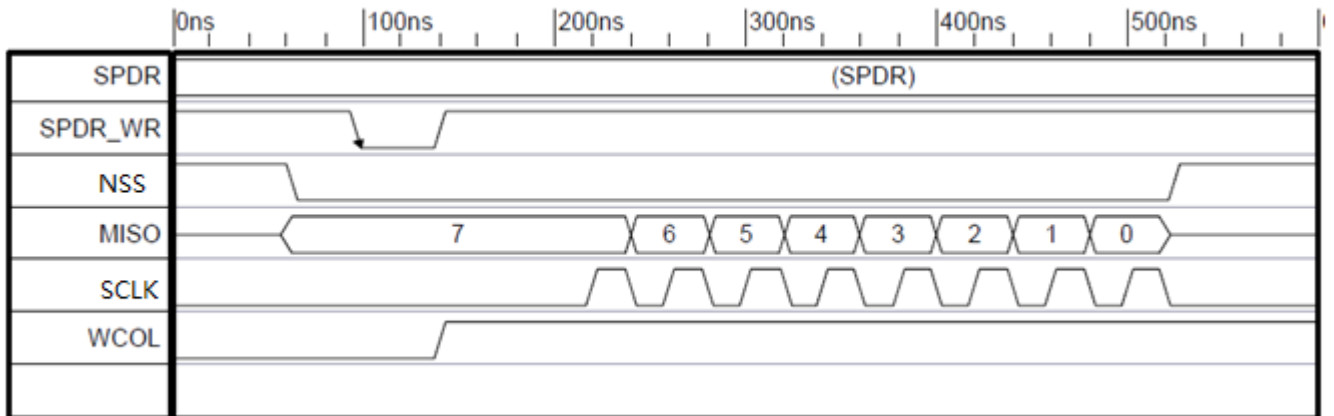 0ns 100ns 200ns 300ns 400ns 500ns
SPDR (SPDR)
SPDR_WR
NSS
MISO 7 6 5 4 3 2 1 0
SCLK
WCOL